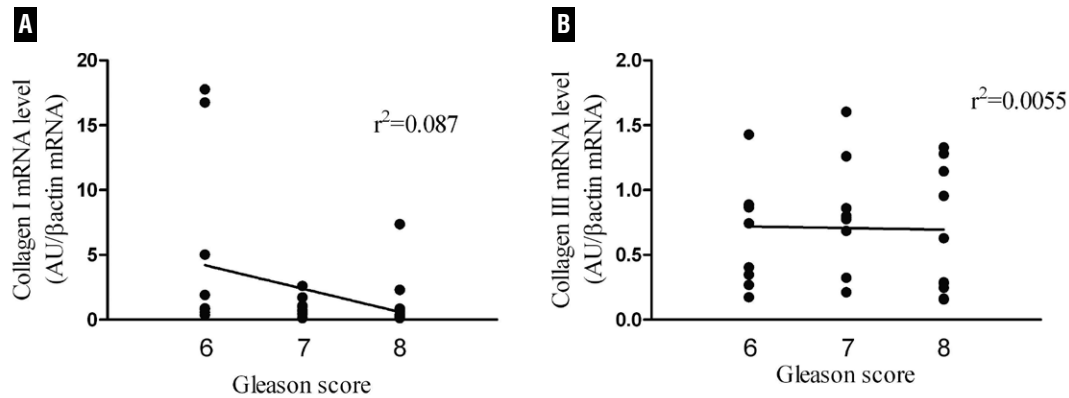 A
Collagen I mRNA level
(AU/βactin mRNA)
20
15
10
5
0
r²=0.087
6 7 8
Gleason score
B
Collagen III mRNA level
(AU/βactin mRNA)
2.0
1.5
1.0
0.5
0.0
r²=0.0055
6 7 8
Gleason score